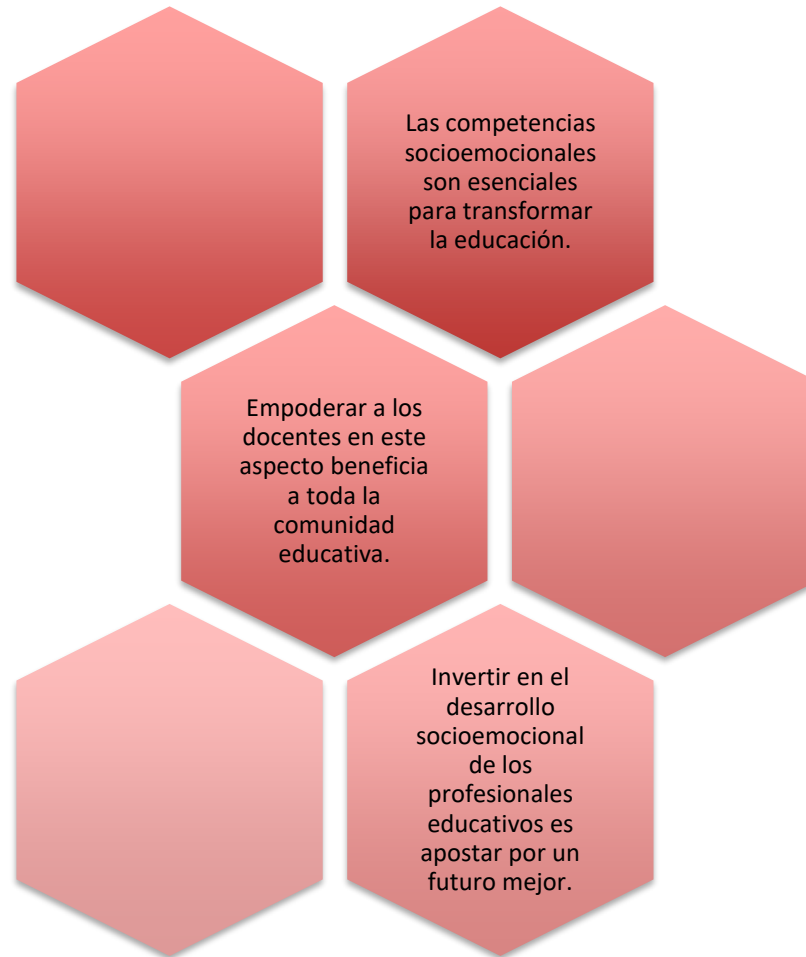 Las competencias
socioemocionales
son esenciales
para transformar
la educación.
Empoderar a los
docentes en este
aspecto beneficia
a toda la
comunidad
educativa.
Invertir en el
desarrollo
socioemocional
de los
profesionales
educativos es
apostar por un
futuro mejor.